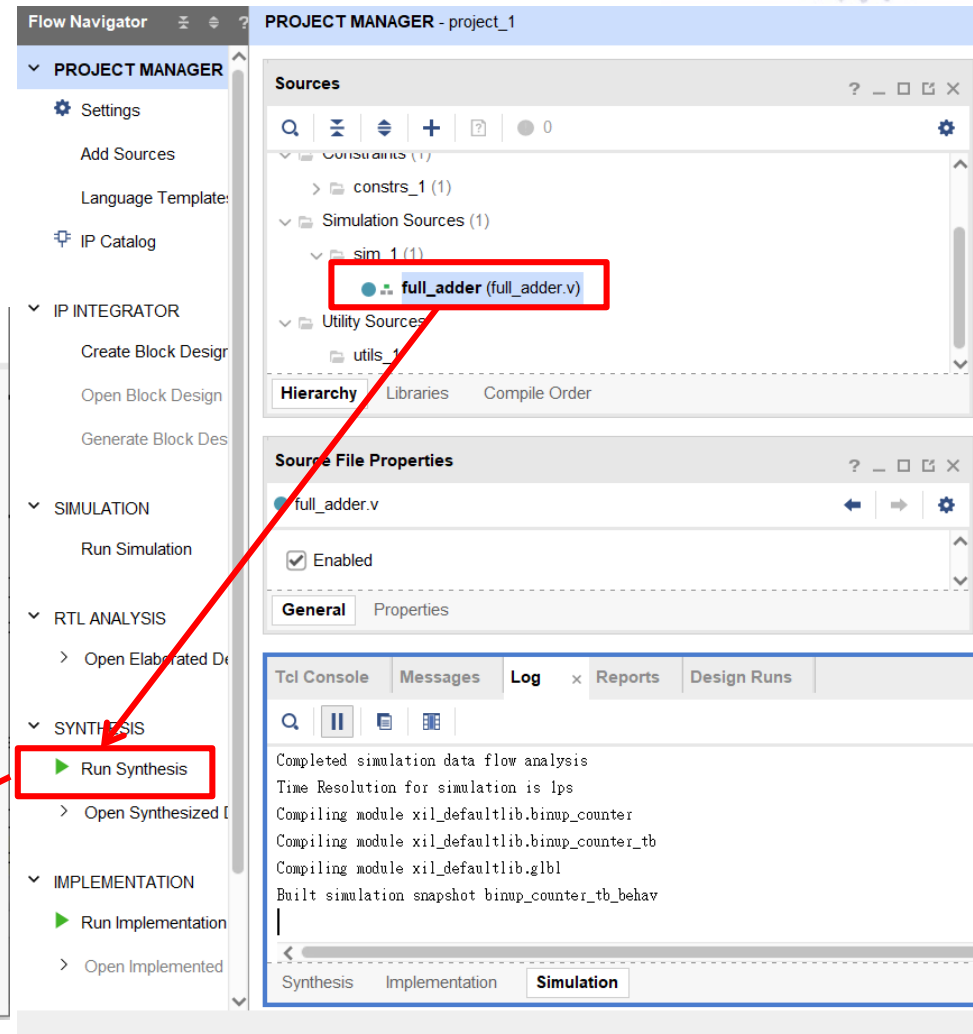 Flow Navigator ?
PROJECT MANAGER - project_1
PROJECT MANAGER
Settings
Add Sources
Language Templates
IP Catalog
IP INTEGRATOR
Create Block Design
Open Block Design
Generate Block Des
SIMULATION
Run Simulation
RTL ANALYSIS
Open Elaborated De
SYNTHESIS
Run Synthesis
Open Synthesized D
IMPLEMENTATION
Run Implementation
Open Implemented
Sources
? 
0
Constraints (1)
constrs_1 (1)
Simulation Sources (1)
sim_1 (1)
full_adder (full_adder.v)
Utility Sources
utils_1
Hierarchy Libraries Compile Order
Source File Properties
?
full_adder.v
Enabled
General Properties
Tcl Console Messages Log × Reports Design Runs
Completed simulation data flow analysis
Time Resolution for simulation is 1ps
Compiling module xil_defaultlib.binup_counter
Compiling module xil_defaultlib.binup_counter_tb
Compiling module xil_defaultlib.glbl
Built simulation snapshot binup_counter_tb_behav
Synthesis Implementation Simulation